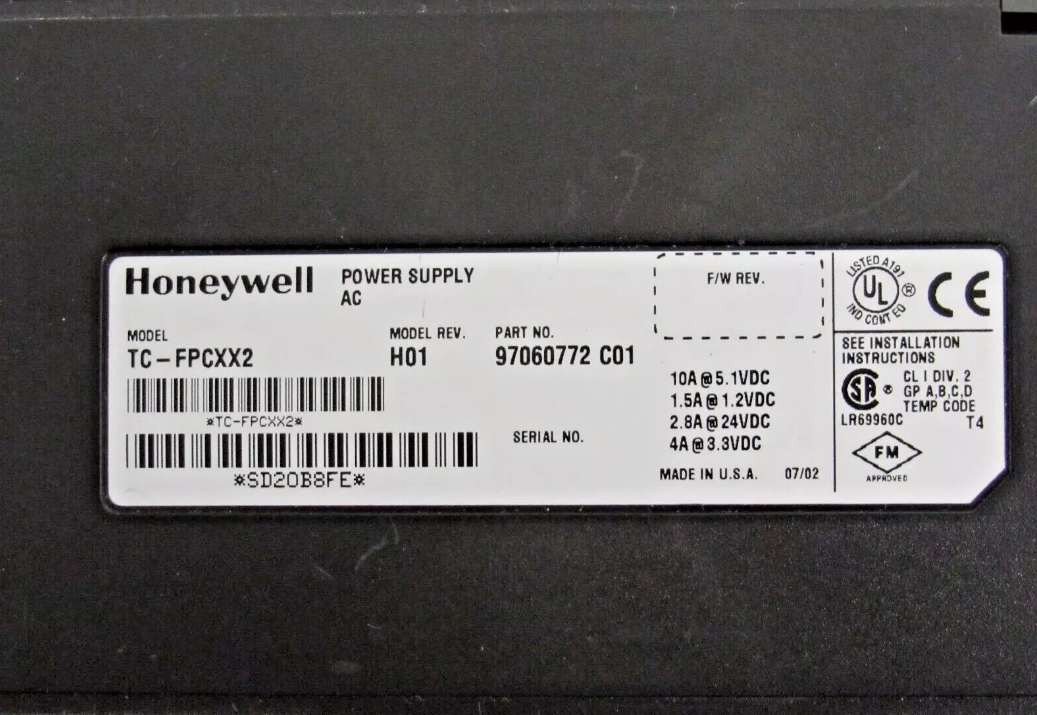 Honeywell
POWER SUPPLY
AC
F/W REV.
MODEL
TC-FPCXX2
MODEL REV.
H01
PART NO.
97060772 C01
*TC-FPCXX2*
*SD20B8FE*
SERIAL NO.
10A@5.1VDC
1.5A@1.2VDC
2.8A@24VDC
4A@3.3VDC
MADE IN U.S.A. 07/02
LISTED A191
UL ®
IND CONT EQ
CE
SEE INSTALLATION
INSTRUCTIONS
SA ®
CL I DIV. 2
GP A,B,C,D
TEMP CODE
T4
LR69960C
FM
APPROVED